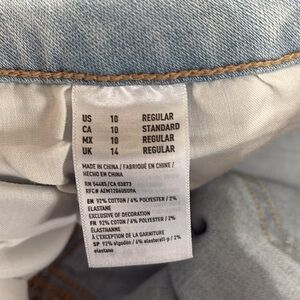 US 10 REGULAR
CA 10 STANDARD
MX 10 REGULAR
UK 14 REGULAR
MADE IN CHINA / FABRIQUÉ EN CHINE /
HECHO EN CHINA
RN 54485/CA 03873
EN 92% COTTON / 6% POLYESTER / 2%
ELASTANE
EXCLUSIVE OF DECORATION
FR 92% COTON / 6% POLYESTER / 2%
ÉLASTHANNE
À L'EXCEPTION DE LA GARNITURE
SP 92% algodón / 6% / 2%
elastano